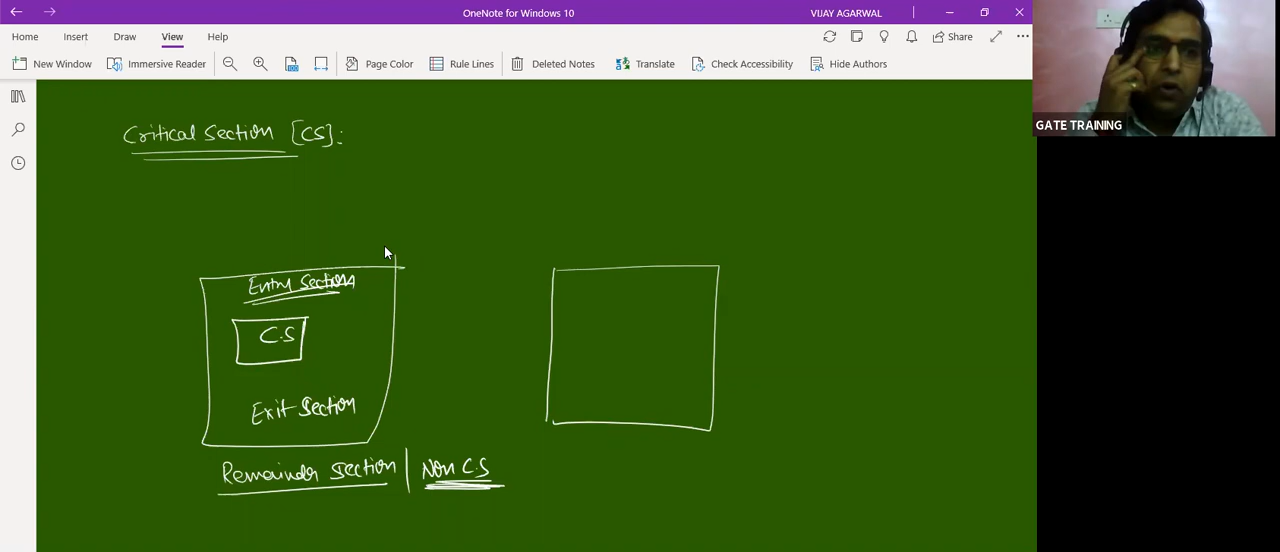 OneNote for Windows 10
VIJAY AGARWAL
Home Insert Draw View Help
Share
New Window Immersive Reader Page Color Rule Lines Deleted Notes Translate Check Accessibility Hide Authors
GATE TRAINING
Critical Section [CS]:
Entry Section
C.S
Exit Section
Remainder Section | Non C.S